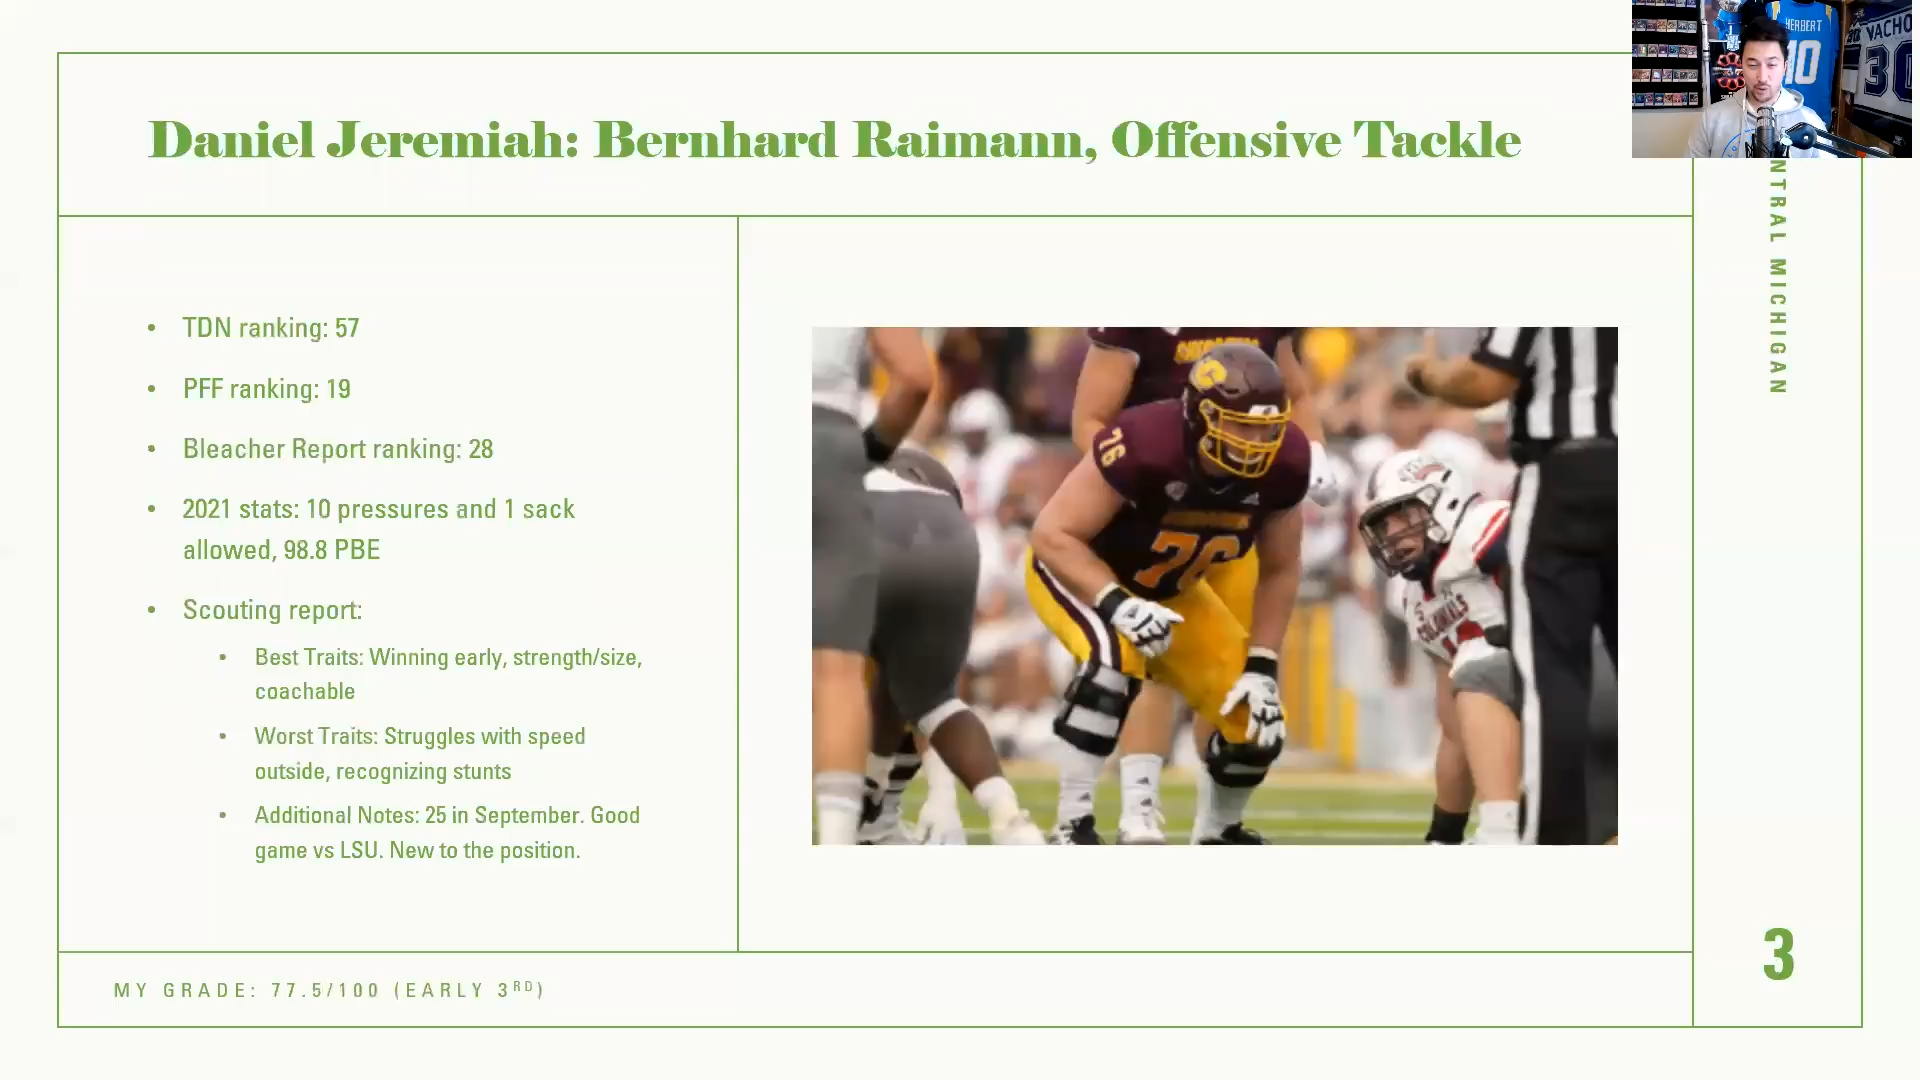 Daniel Jeremiah: Bernhard Raimann, Offensive Tackle
HERBERT
10
VACHO
30
NTRAL MICHIGAN
• TDN ranking: 57
• PFF ranking: 19
• Bleacher Report ranking: 28
• 2021 stats: 10 pressures and 1 sack
allowed, 98.8 PBE
• Scouting report:
• Best Traits: Winning early, strength/size,
coachable
• Worst Traits: Struggles with speed
outside, recognizing stunts
• Additional Notes: 25 in September. Good
game vs LSU. New to the position.
76
76
COLONIALS
MY GRADE: 77.5/100 (EARLY 3RD)
3